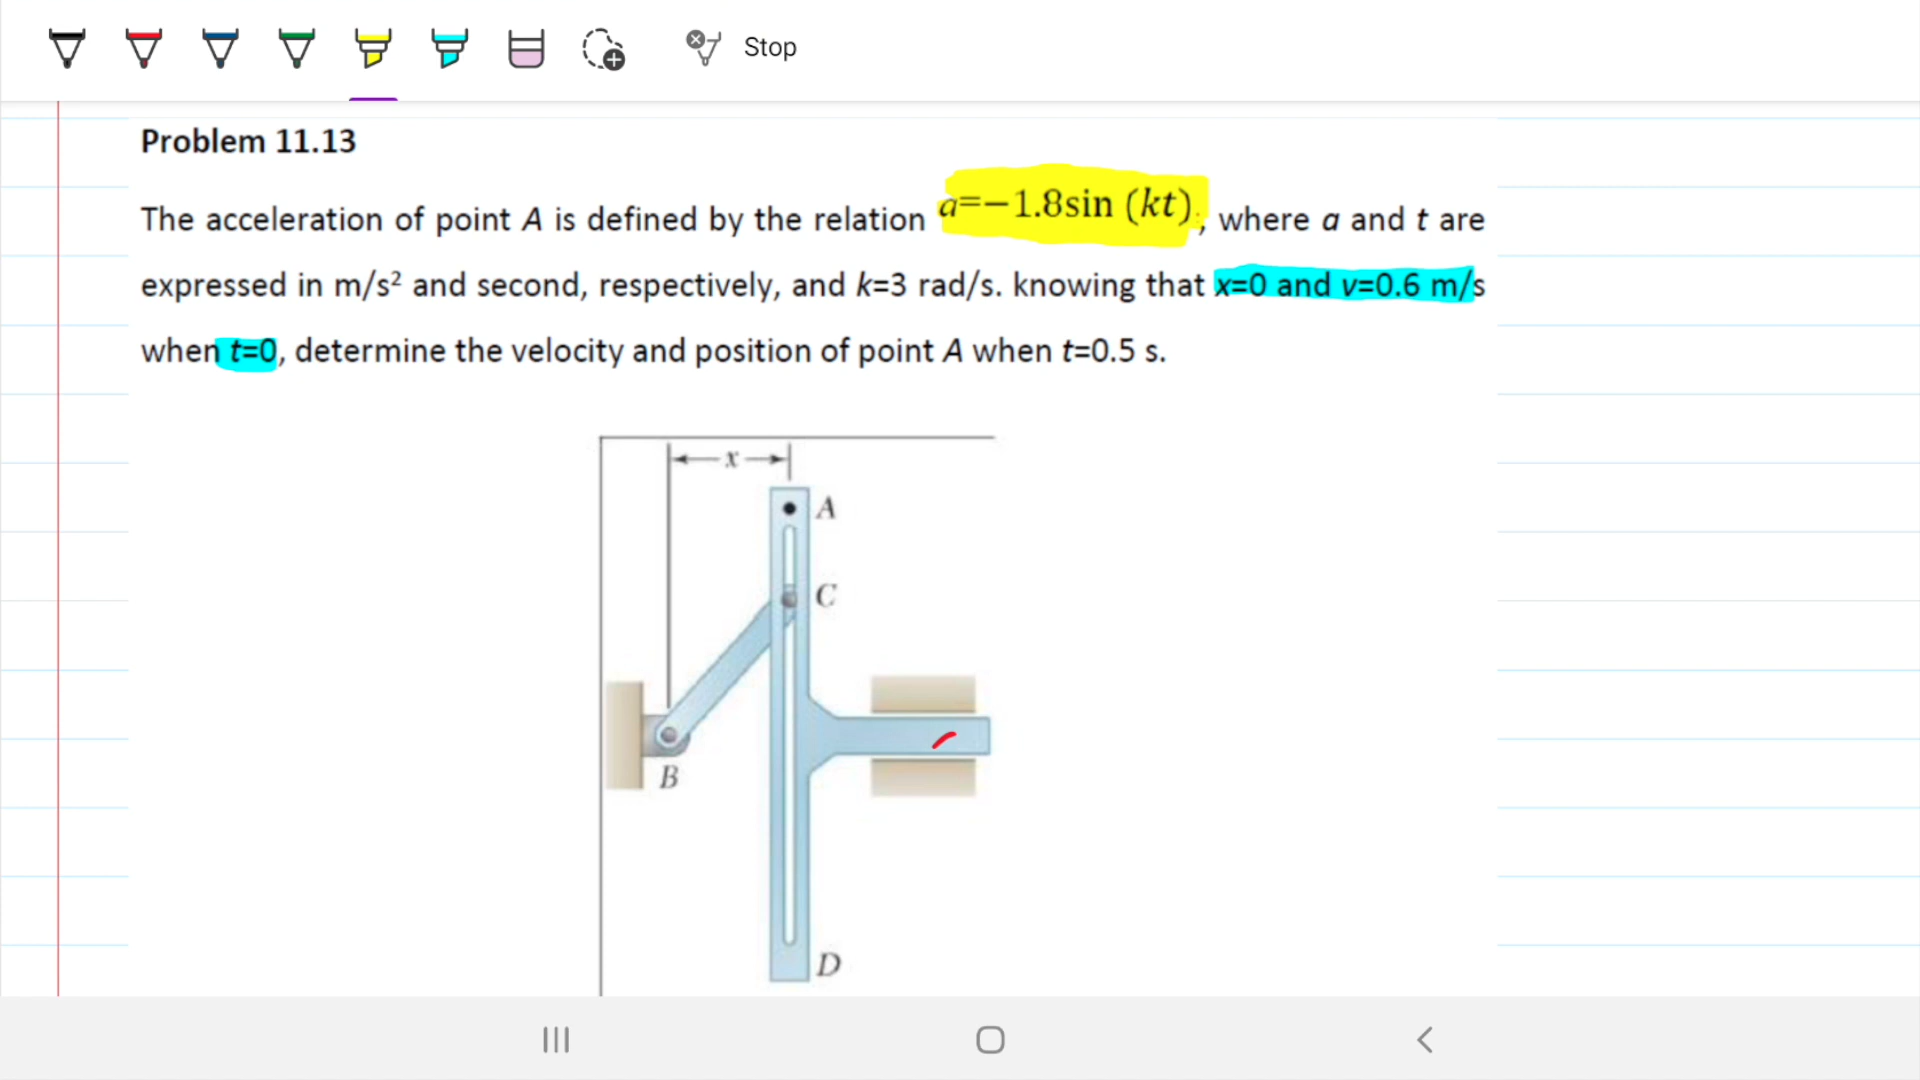 Stop
Problem 11.13
The acceleration of point A is defined by the relation a=−1.8sin (kt), where a and t are
expressed in m/s² and second, respectively, and k=3 rad/s. knowing that x=0 and v=0.6 m/s
when t=0, determine the velocity and position of point A when t=0.5 s.
x
A
C
B
D